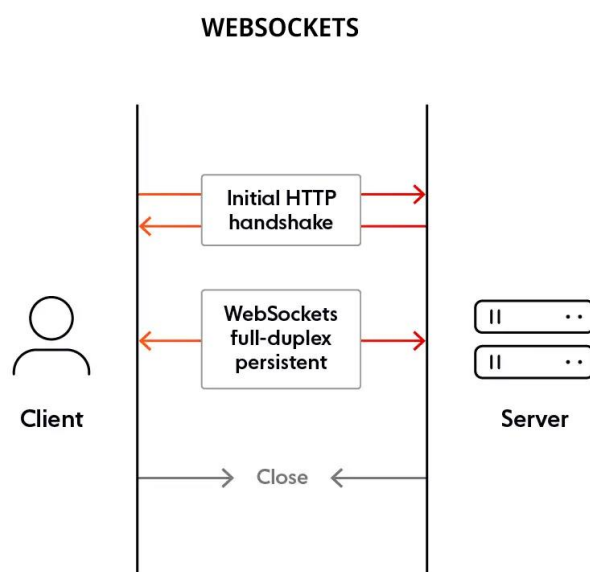 WEBSOCKETS
Initial HTTP
handshake
WebSockets
full-duplex
persistent
Client
Server
Close